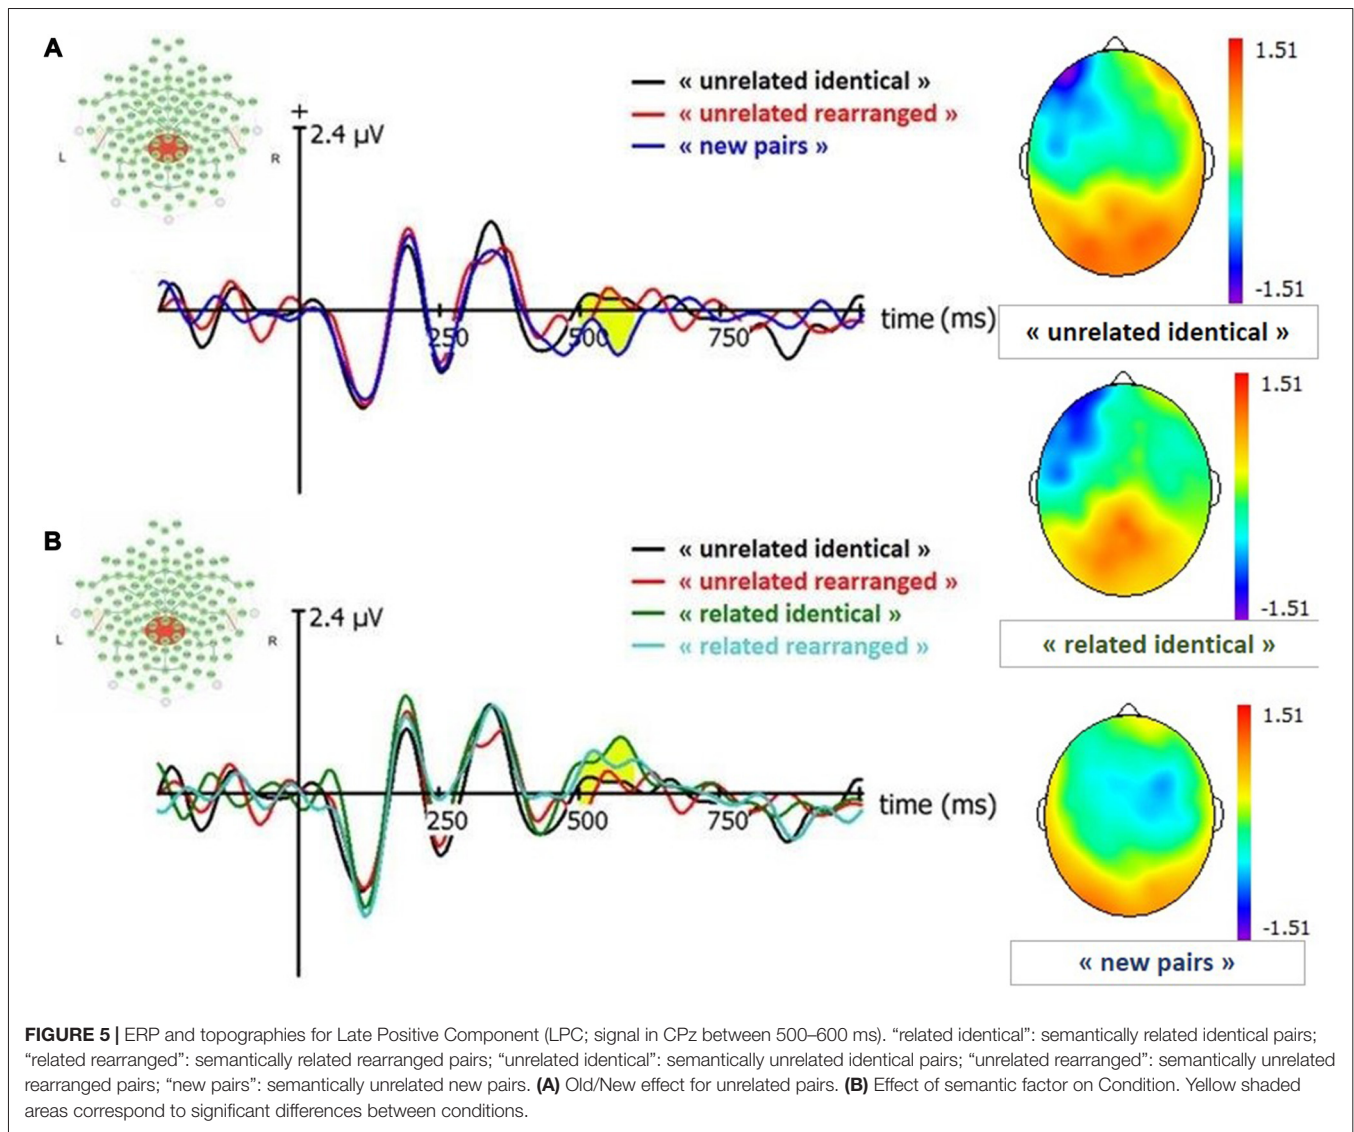 A
L
R
+
2.4 µV
« unrelated identical »
« unrelated rearranged »
« new pairs »
250
500
750
time (ms)
1.51
-1.51
« unrelated identical »
1.51
-1.51
« related identical »
B
L
R
2.4 µV
« unrelated identical »
« unrelated rearranged »
« related identical »
« related rearranged »
250
500
750
time (ms)
1.51
-1.51
« new pairs »
FIGURE 5 | ERP and topographies for Late Positive Component (LPC; signal in CPz between 500–600 ms). “related identical”: semantically related identical pairs;
“related rearranged”: semantically related rearranged pairs; “unrelated identical”: semantically unrelated identical pairs; “unrelated rearranged”: semantically unrelated
rearranged pairs; “new pairs”: semantically unrelated new pairs. (A) Old/New effect for unrelated pairs. (B) Effect of semantic factor on Condition. Yellow shaded
areas correspond to significant differences between conditions.